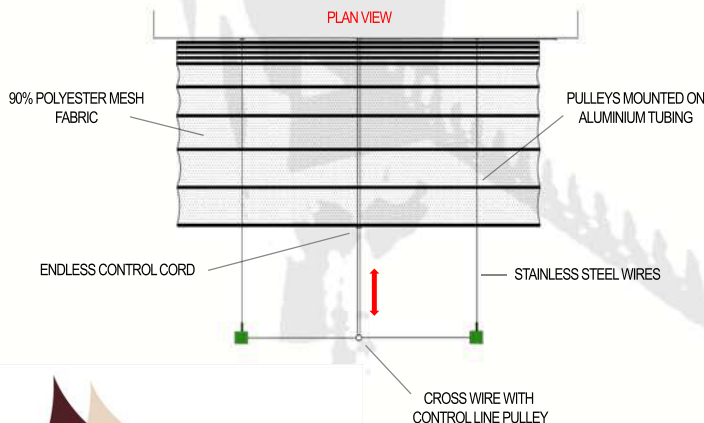 PLAN VIEW
90% POLYESTER MESH
FABRIC
PULLEYS MOUNTED ON
ALUMINIUM TUBING
ENDLESS CONTROL CORD
STAINLESS STEEL WIRES
CROSS WIRE WITH
CONTROL LINE PULLEY